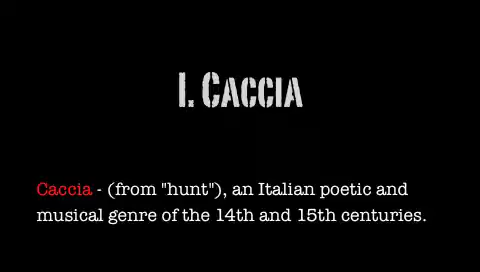 I. Caccia
Caccia - (from "hunt"), an Italian poetic and
musical genre of the 14th and 15th centuries.